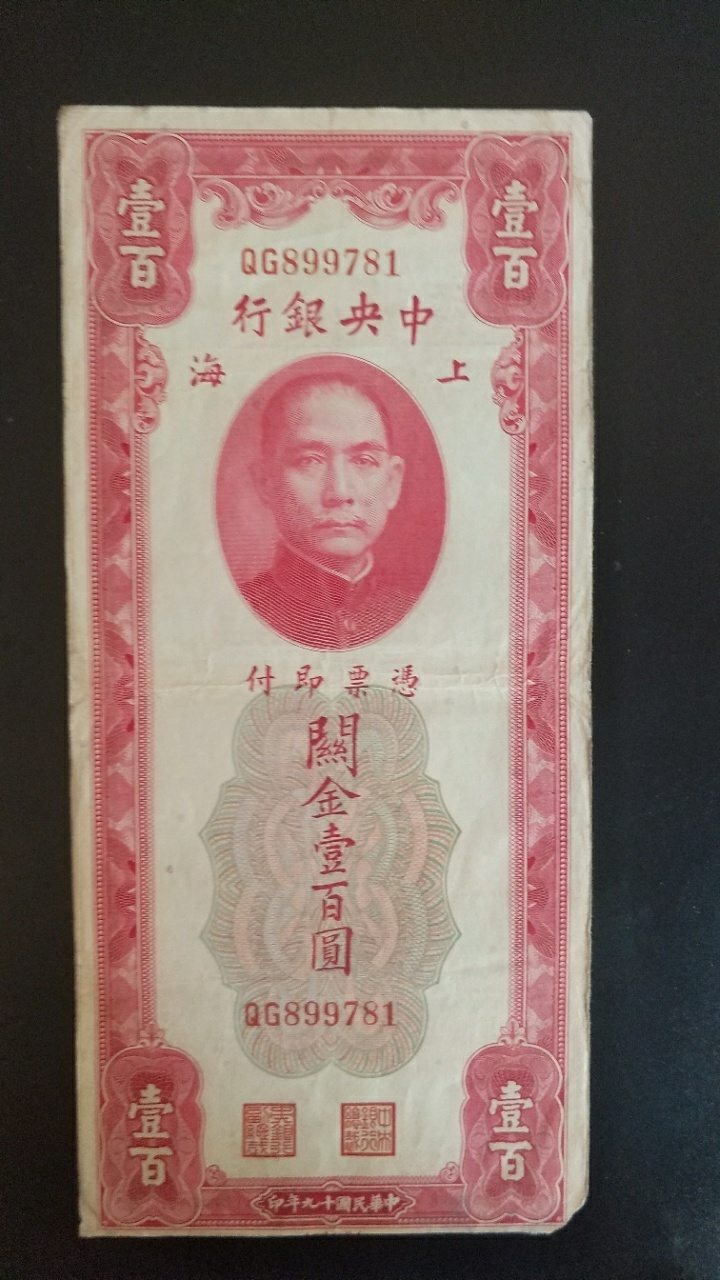 壹百 壹百
QG899781
中央銀行
上海
憑票即付
關金壹百圓
QG899781
壹百 壹百
中華民國十九年印